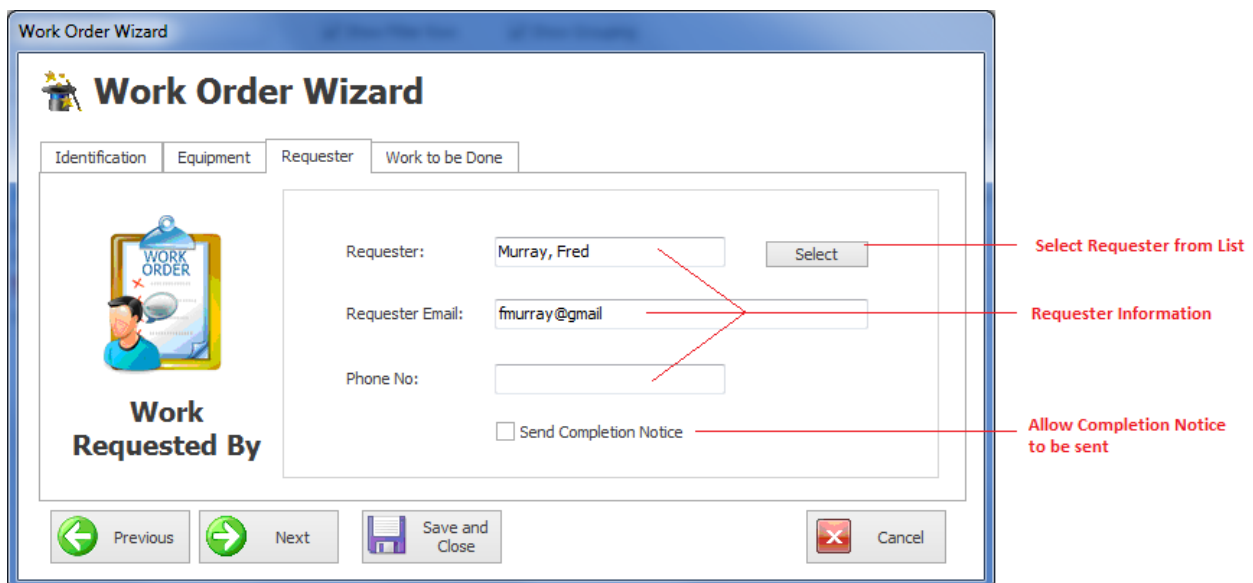 Work Order Wizard
Work Order Wizard
Identification
Equipment
Requester
Work to be Done
WORK
ORDER
Work
Requested By
Requester:
Murray, Fred
Select
Select Requester from List
Requester Email:
fmurray@gmail
Requester Information
Phone No:
Send Completion Notice
Allow Completion Notice
to be sent
Previous
Next
Save and
Close
Cancel